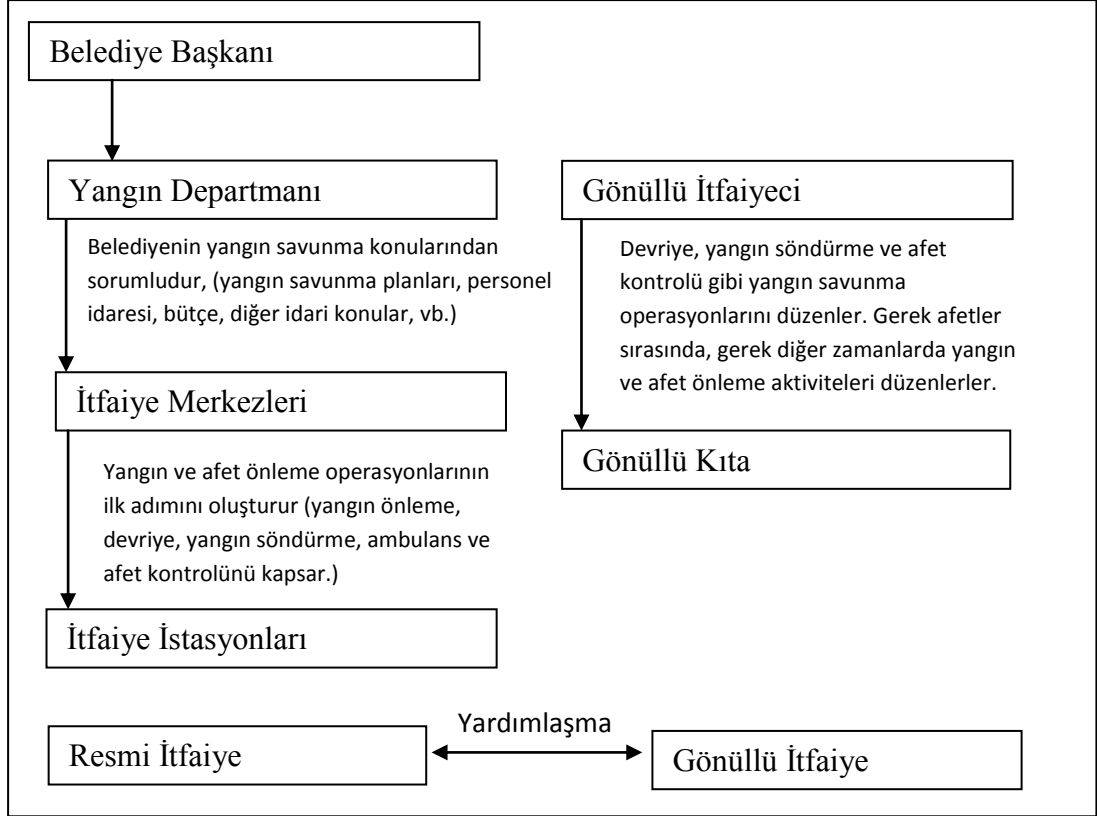 Belediye Başkanı
Yangın Departmanı
Belediyenin yangın savunma konularından
sorumludur, (yangın savunma planları, personel
idaresi, bütçe, diğer idari konular, vb.)
İtfaiye Merkezleri
Yangın ve afet önleme operasyonlarının
ilk adımını oluşturur (yangın önleme,
devriye, yangın söndürme, ambulans ve
afet kontrolünü kapsar.)
İtfaiye İstasyonları
Gönüllü İtfaiyeci
Devriye, yangın söndürme ve afet
kontrolü gibi yangın savunma
operasyonlarını düzenler. Gerek afetler
sırasında, gerek diğer zamanlarda yangın
ve afet önleme aktiviteleri düzenlerler.
Gönüllü Kıta
Resmi İtfaiye
Yardımlaşma
Gönüllü İtfaiye